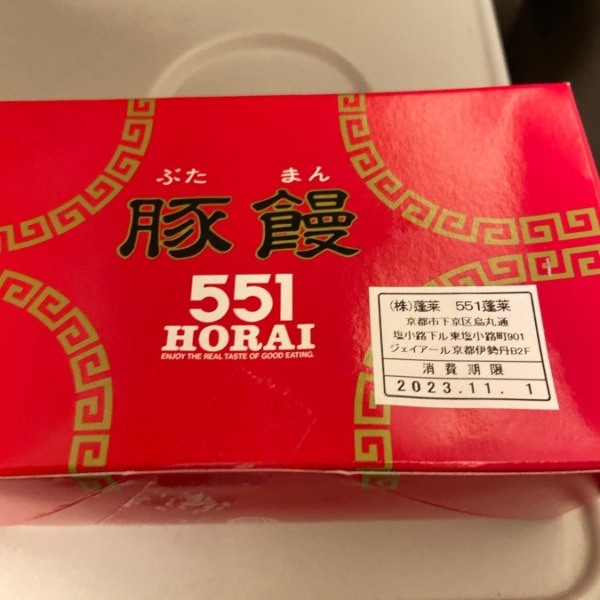 ぶた まん
豚饅
551
HORAI
ENJOY THE REAL TASTE OF GOOD EATING.
(株)蓬莱 551蓬莱
京都市下京区烏丸通
塩小路下ル東塩小路町901
ジェイアール京都伊勢丹B2F
消費期限
2023.11. 1